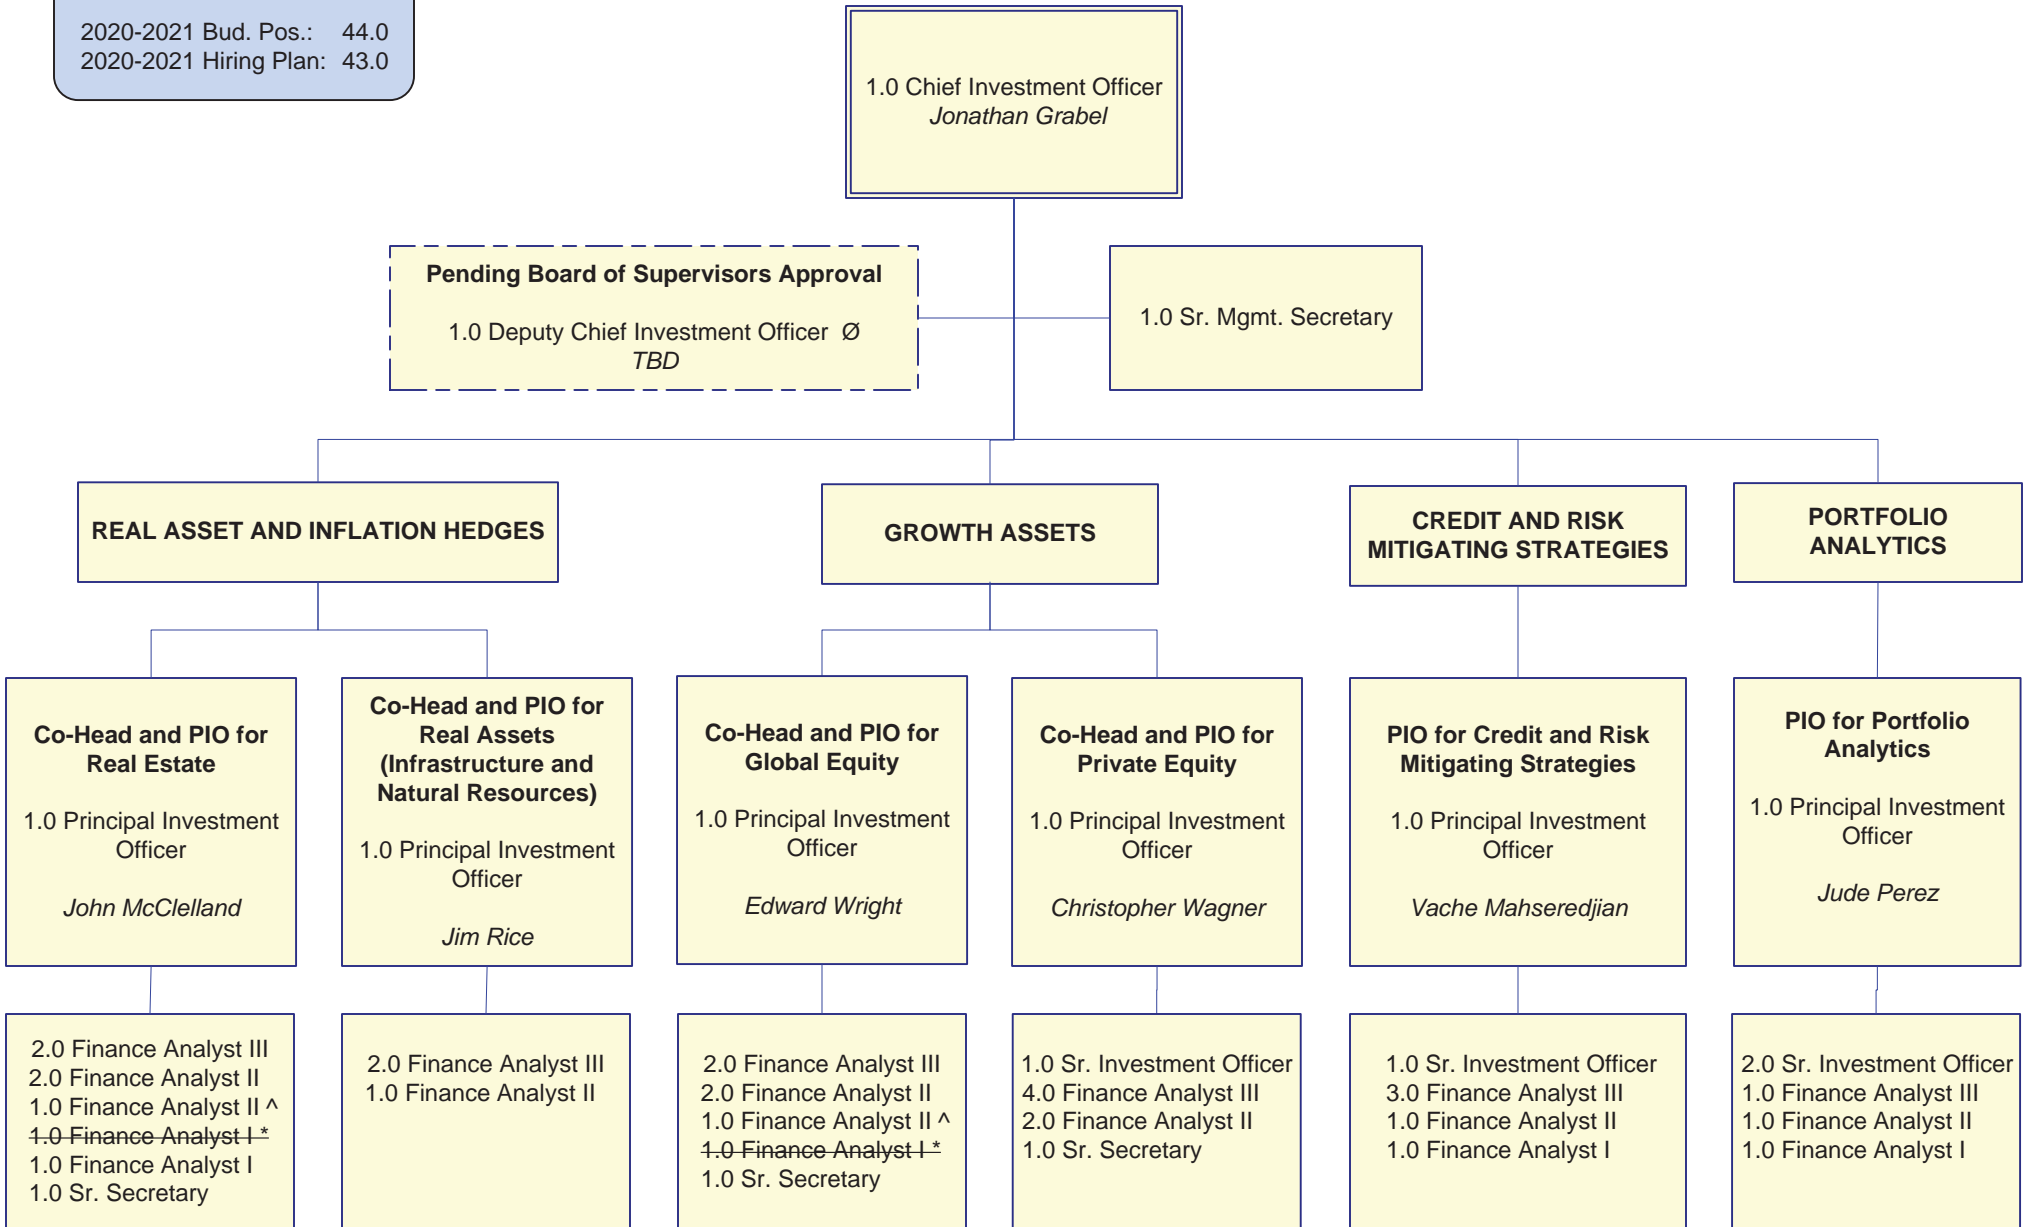 2020-2021 Bud. Pos.: 44.0
2020-2021 Hiring Plan: 43.0
1.0 Chief Investment Officer
Jonathan Grabel
Pending Board of Supervisors Approval
1.0 Deputy Chief Investment Officer Ø
TBD
1.0 Sr. Mgmt. Secretary
REAL ASSET AND INFLATION HEDGES
GROWTH ASSETS
CREDIT AND RISK
MITIGATING STRATEGIES
PORTFOLIO
ANALYTICS
Co-Head and PIO for
Real Estate
1.0 Principal Investment
Officer
John McClelland
Co-Head and PIO for
Real Assets
(Infrastructure and
Natural Resources)
1.0 Principal Investment
Officer
Jim Rice
Co-Head and PIO for
Global Equity
1.0 Principal Investment
Officer
Edward Wright
Co-Head and PIO for
Private Equity
1.0 Principal Investment
Officer
Christopher Wagner
PIO for Credit and Risk
Mitigating Strategies
1.0 Principal Investment
Officer
Vache Mahseredjian
PIO for Portfolio
Analytics
1.0 Principal Investment
Officer
Jude Perez
2.0 Finance Analyst III
2.0 Finance Analyst II
1.0 Finance Analyst II ^
1.0 Finance Analyst I *
1.0 Finance Analyst I
1.0 Sr. Secretary
2.0 Finance Analyst III
1.0 Finance Analyst II
2.0 Finance Analyst III
2.0 Finance Analyst II
1.0 Finance Analyst II ^
1.0 Finance Analyst I *
1.0 Sr. Secretary
1.0 Sr. Investment Officer
4.0 Finance Analyst III
2.0 Finance Analyst II
1.0 Sr. Secretary
1.0 Sr. Investment Officer
3.0 Finance Analyst III
1.0 Finance Analyst II
1.0 Finance Analyst I
2.0 Sr. Investment Officer
1.0 Finance Analyst III
1.0 Finance Analyst II
1.0 Finance Analyst I